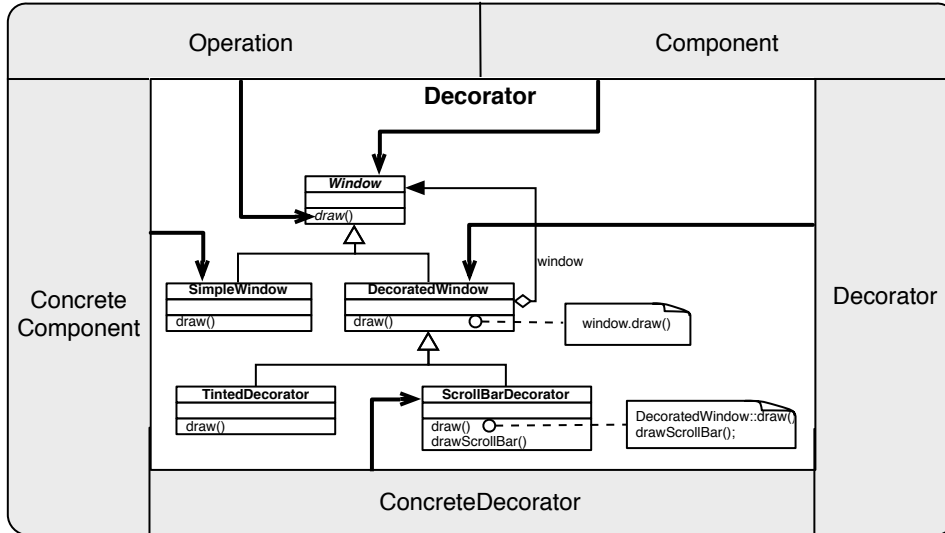 Operation
Component
Decorator
Window
draw()
window
SimpleWindow
draw()
DecoratedWindow
draw()
window.draw()
Concrete
Component
Decorator
TintedDecorator
draw()
ScrollBarDecorator
draw()
drawScrollBar()
DecoratedWindow::draw()
drawScrollBar();
ConcreteDecorator